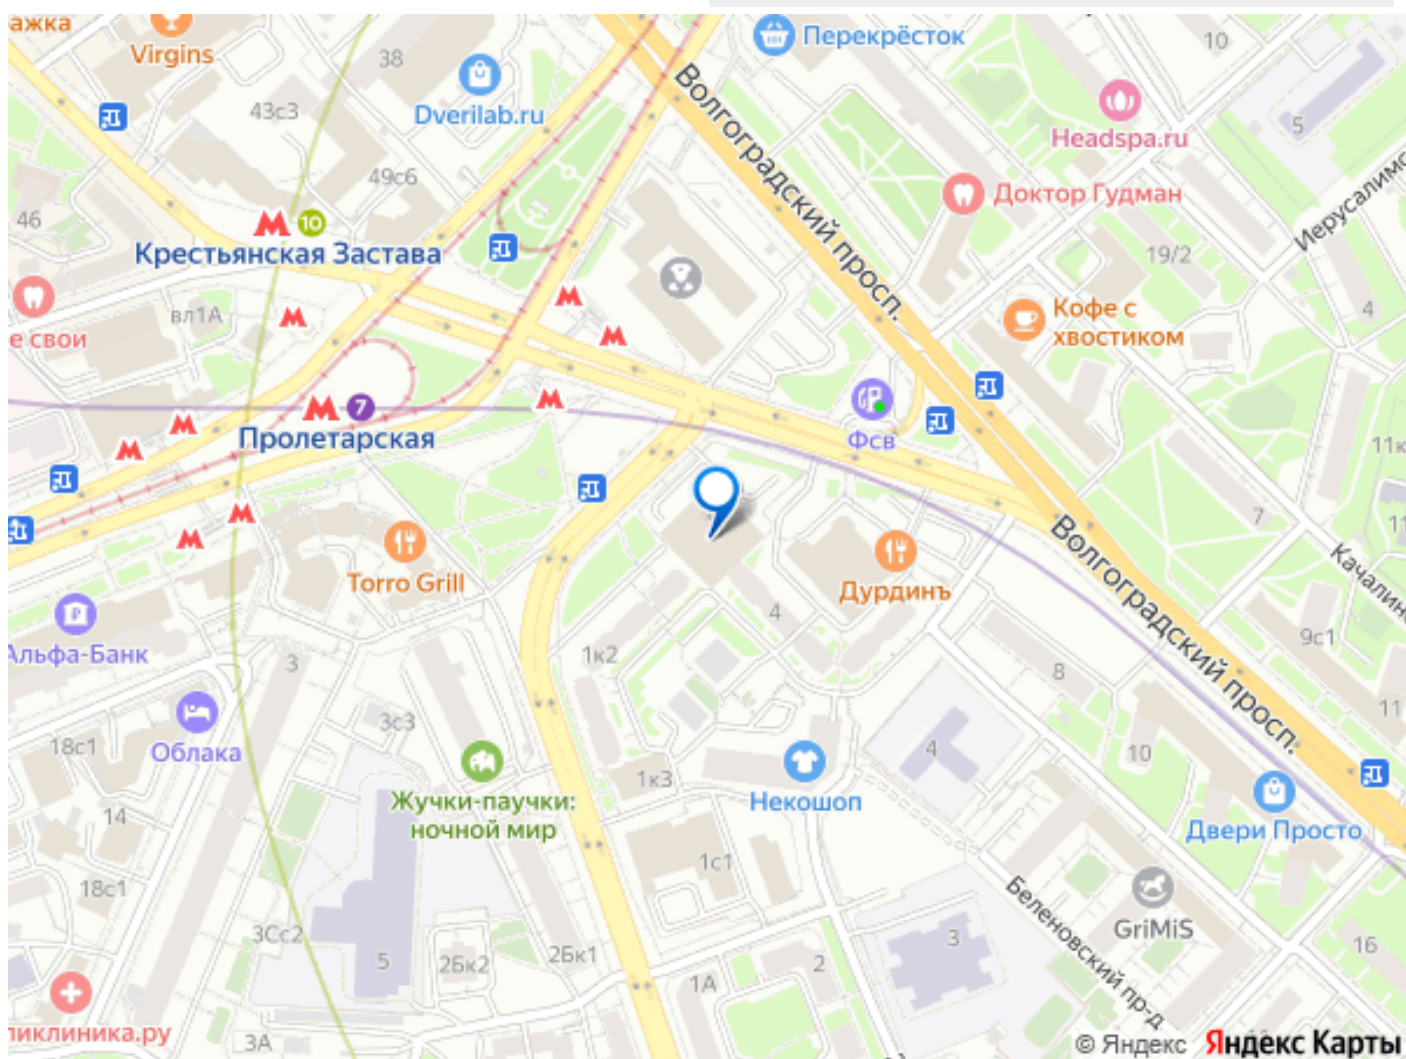 ажка
Virgins
38
Dverilab.ru
43с3
49с6
46
10
Крестьянская Застава
вл1А
е свои
7
Пролетарская
Torro Grill
Альфа-Банк
3
Облака
18с1
3с3
14
18с1
Жучки-паучки:
ночной мир
3Сс2
5
26к2
26к1
ликлиника.ру
3А
Перекрёсток
10
Волгоградский просп.
Headspa.ru
5
Доктор Гудман
Иерусалимс
19/2
4
Кофе с
хвостиком
Фсв
11к
7
11
Качалинс
Волгоградский просп.
Дурдинъ
4
1к2
8
9с1
11
4
10
1к3
Некошоп
Двери Просто
1с1
GriMiS
Беленовский пр-д
3
16
2
1А
© Яндекс Яндекс Карты